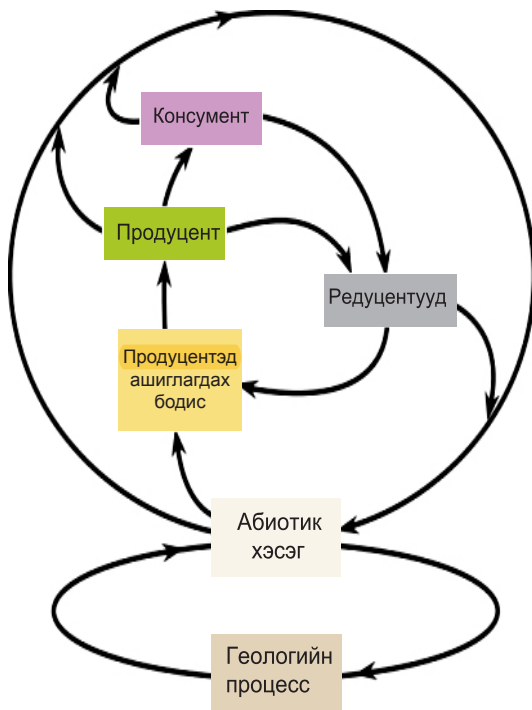 Консумент
Продуцент
Редуцентууд
Продуцентэд
ашиглагдах
бодис
Абиотик
хэсэг
Геологийн
процесс